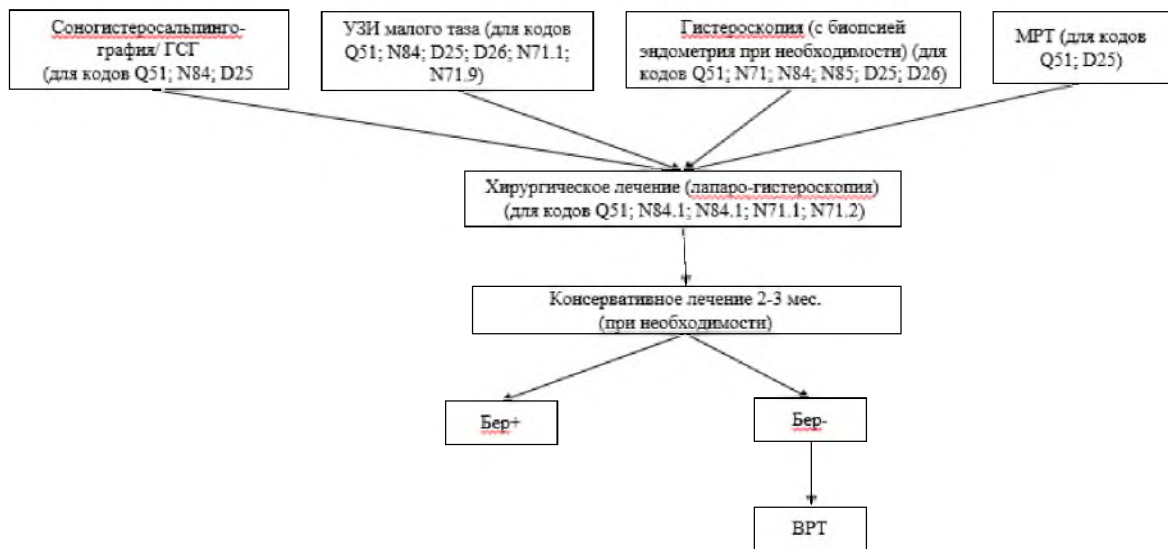 Соногистеросальпинго-
графия/ ГСГ
(для кодов Q51; N84; D25
УЗИ малого таза (для кодов
Q51; N84; D25; D26; N71.1;
N71.9)
Гистероскопия (с биопсией
эндометрия при необходимости) (для
кодов Q51; N71; N84; N85; D25; D26)
МРТ (для кодов
Q51; D25)
Хирургическое лечение (лапаро-гистероскопия)
(для кодов Q51; N84.1; N84.1; N71.1; N71.2)
Консервативное лечение 2-3 мес.
(при необходимости)
Бер+
Бер-
ВРТ